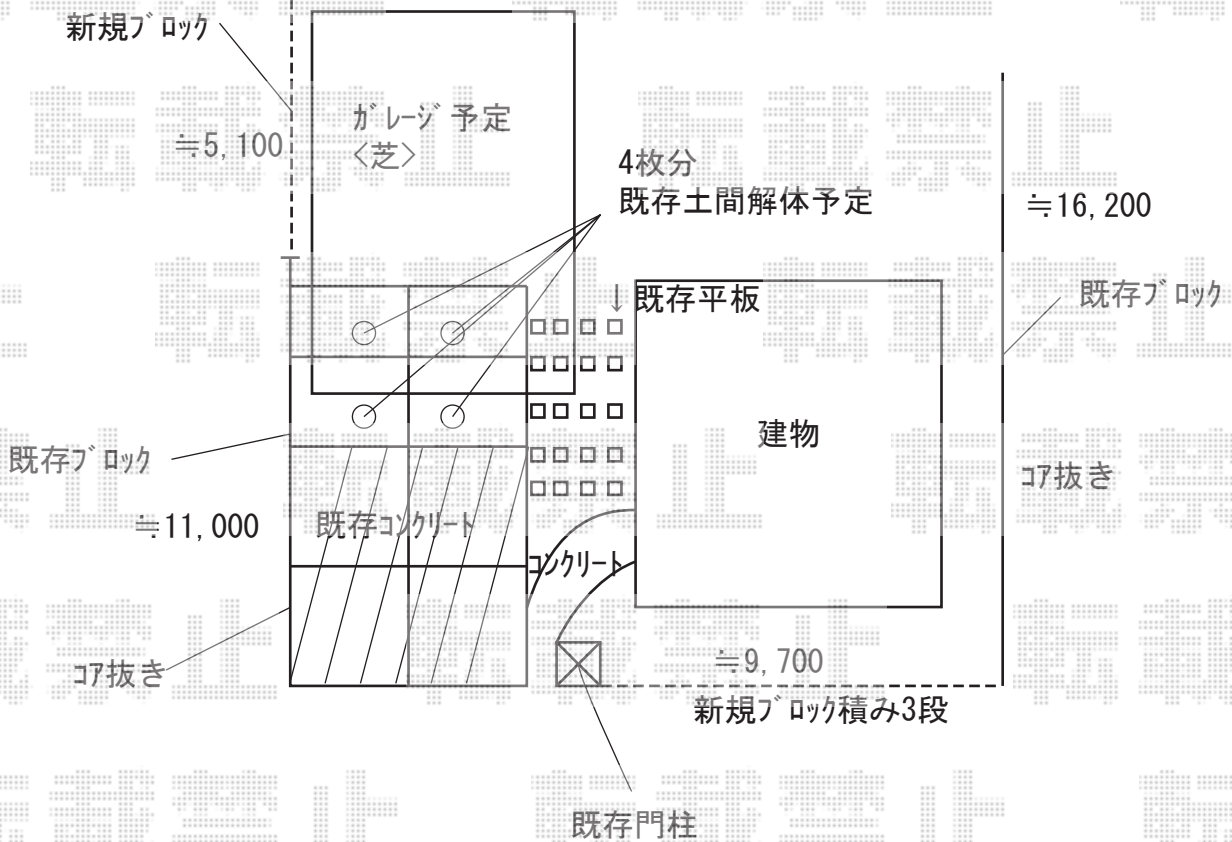 新規ブロック
≒5,100
ガレージ予定
<芝>
4枚分
既存土間解体予定
≒16,200
↓既存平板
既存ブロック
建物
既存ブロック
コア抜き
≒11,000
既存コンクリート
コンクリート
コア抜き
≒9,700
新規ブロック積み3段
既存門柱
転載禁止